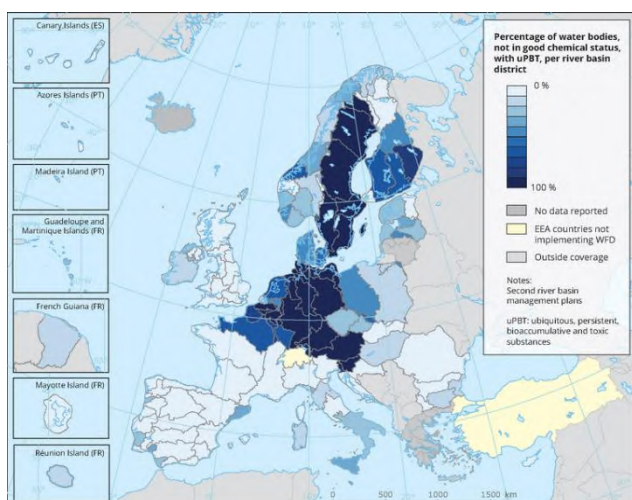 Canary Islands (ES)
Azores Islands (PT)
Madeira Island (PT)
Guadeloupe and
Martinique Islands (FR)
French Guiana (FR)
Mayotte Island (FR)
Réunion Island (FR)
Percentage of water bodies,
not in good chemical status,
with uPBT, per river basin
district
0 %
100 %
No data reported
EEA countries not
implementing WFD
Outside coverage
Notes:
Second river basin
management plans
uPBT: ubiquitous, persistent,
bioaccumulative and toxic
substances
0 500 1000 1500 km